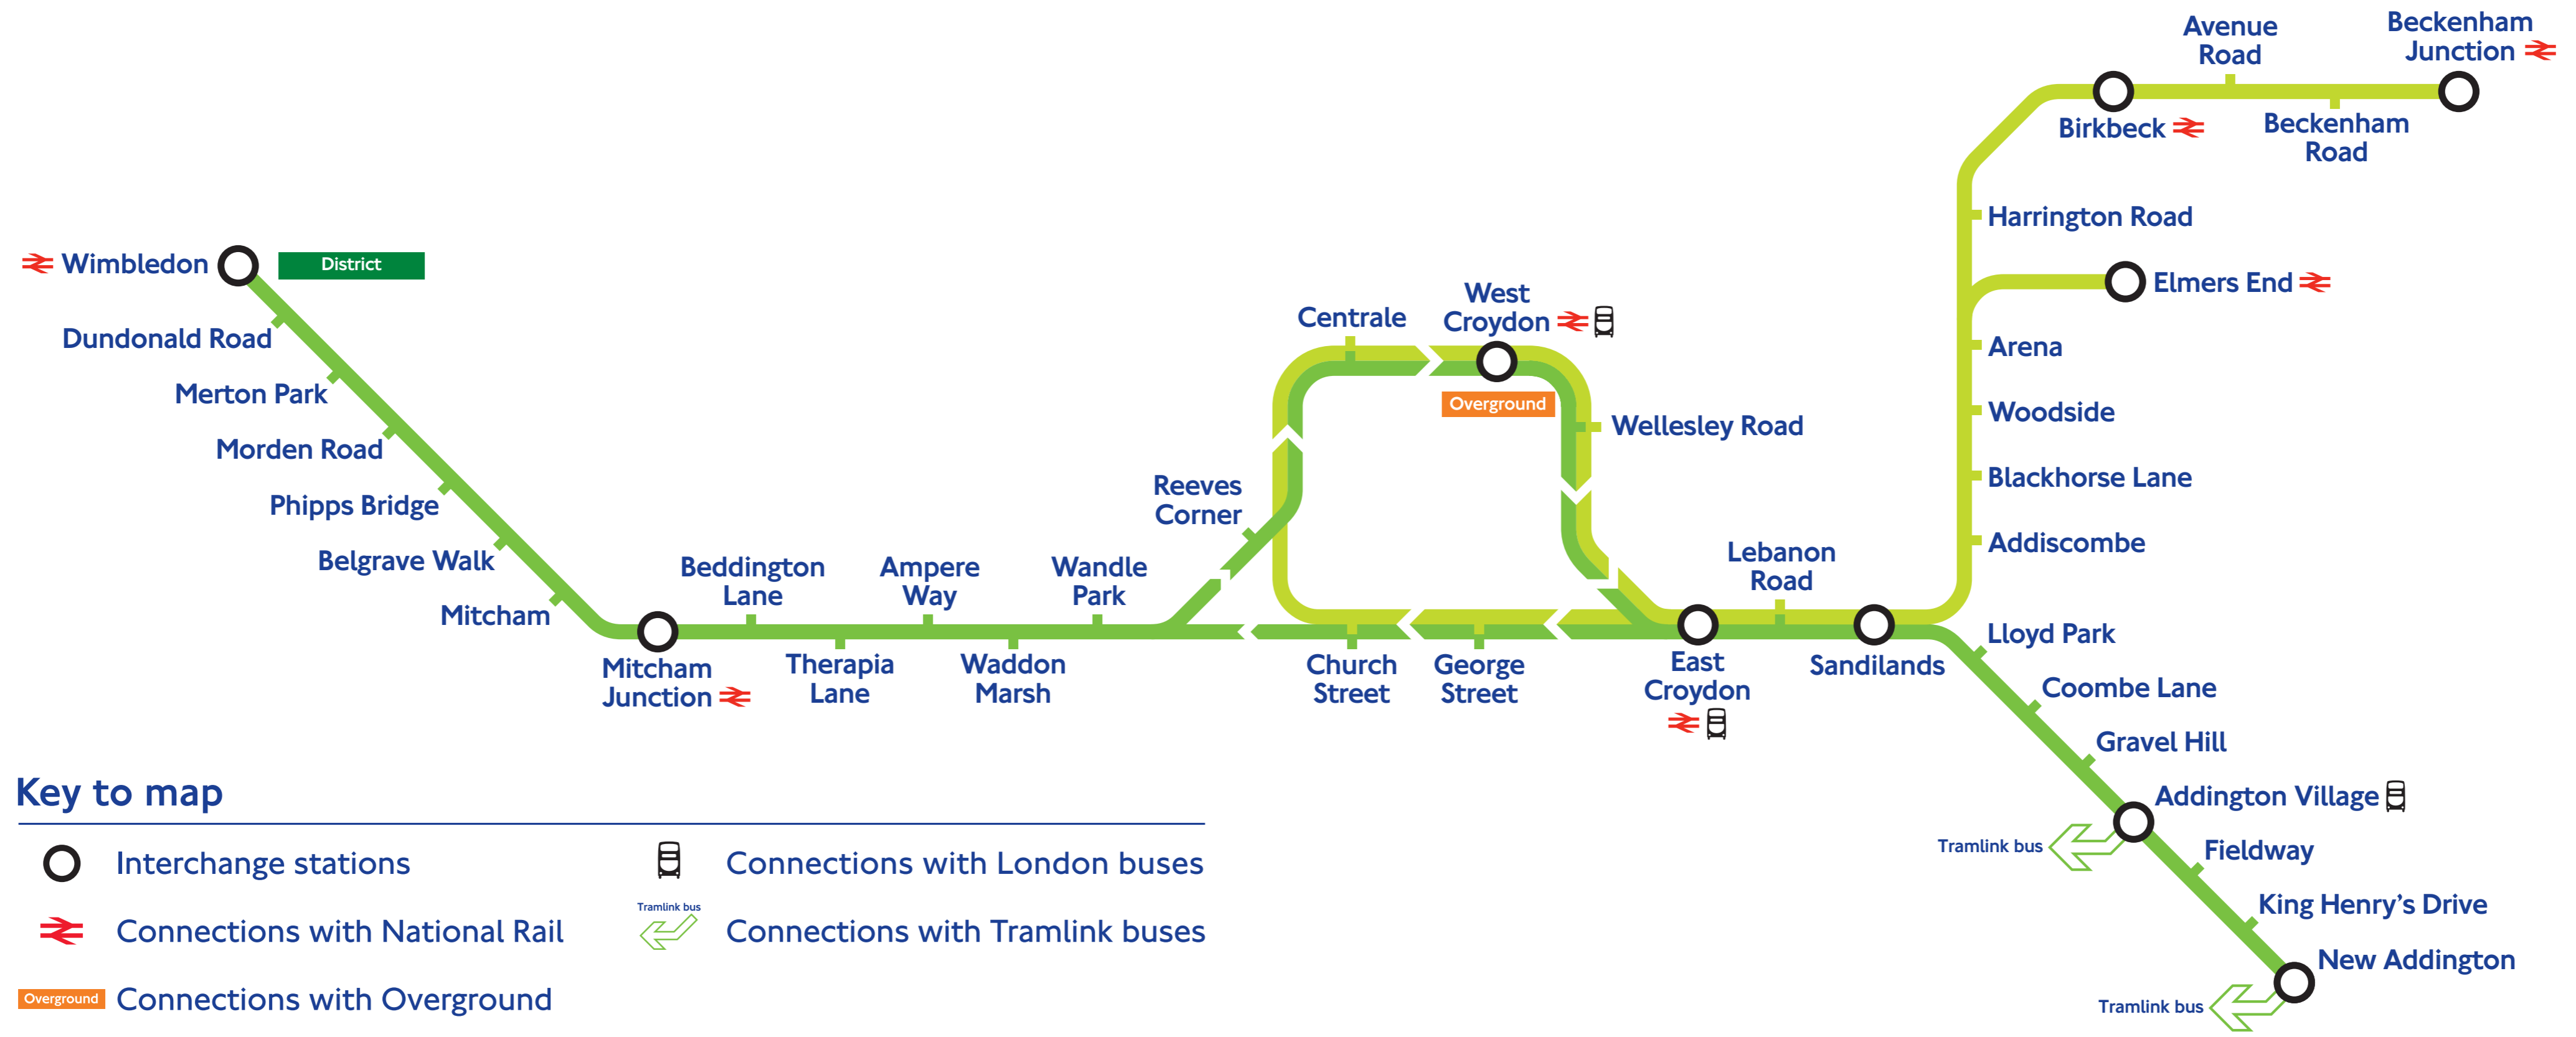 Avenue
Road
Beckenham
Junction
Birkbeck
Beckenham
Road
Harrington Road
Wimbledon
District
Elmers End
Dundonald Road
Merton Park
Morden Road
Phipps Bridge
Belgrave Walk
Mitcham
Centrale
West
Croydon
Overground
Arena
Woodside
Wellesley Road
Blackhorse Lane
Reeves
Corner
Addiscombe
Beddington
Lane
Ampere
Way
Wandle
Park
Lebanon
Road
Mitcham
Junction
Therapia
Lane
Waddon
Marsh
Church
Street
George
Street
East
Croydon
Sandilands
Lloyd Park
Coombe Lane
Gravel Hill
Addington Village
Tramlink bus
Fieldway
King Henry's Drive
New Addington
Tramlink bus
Key to map
Interchange stations
Connections with National Rail
Overground
Connections with Overground
Connections with London buses
Tramlink bus
Connections with Tramlink buses